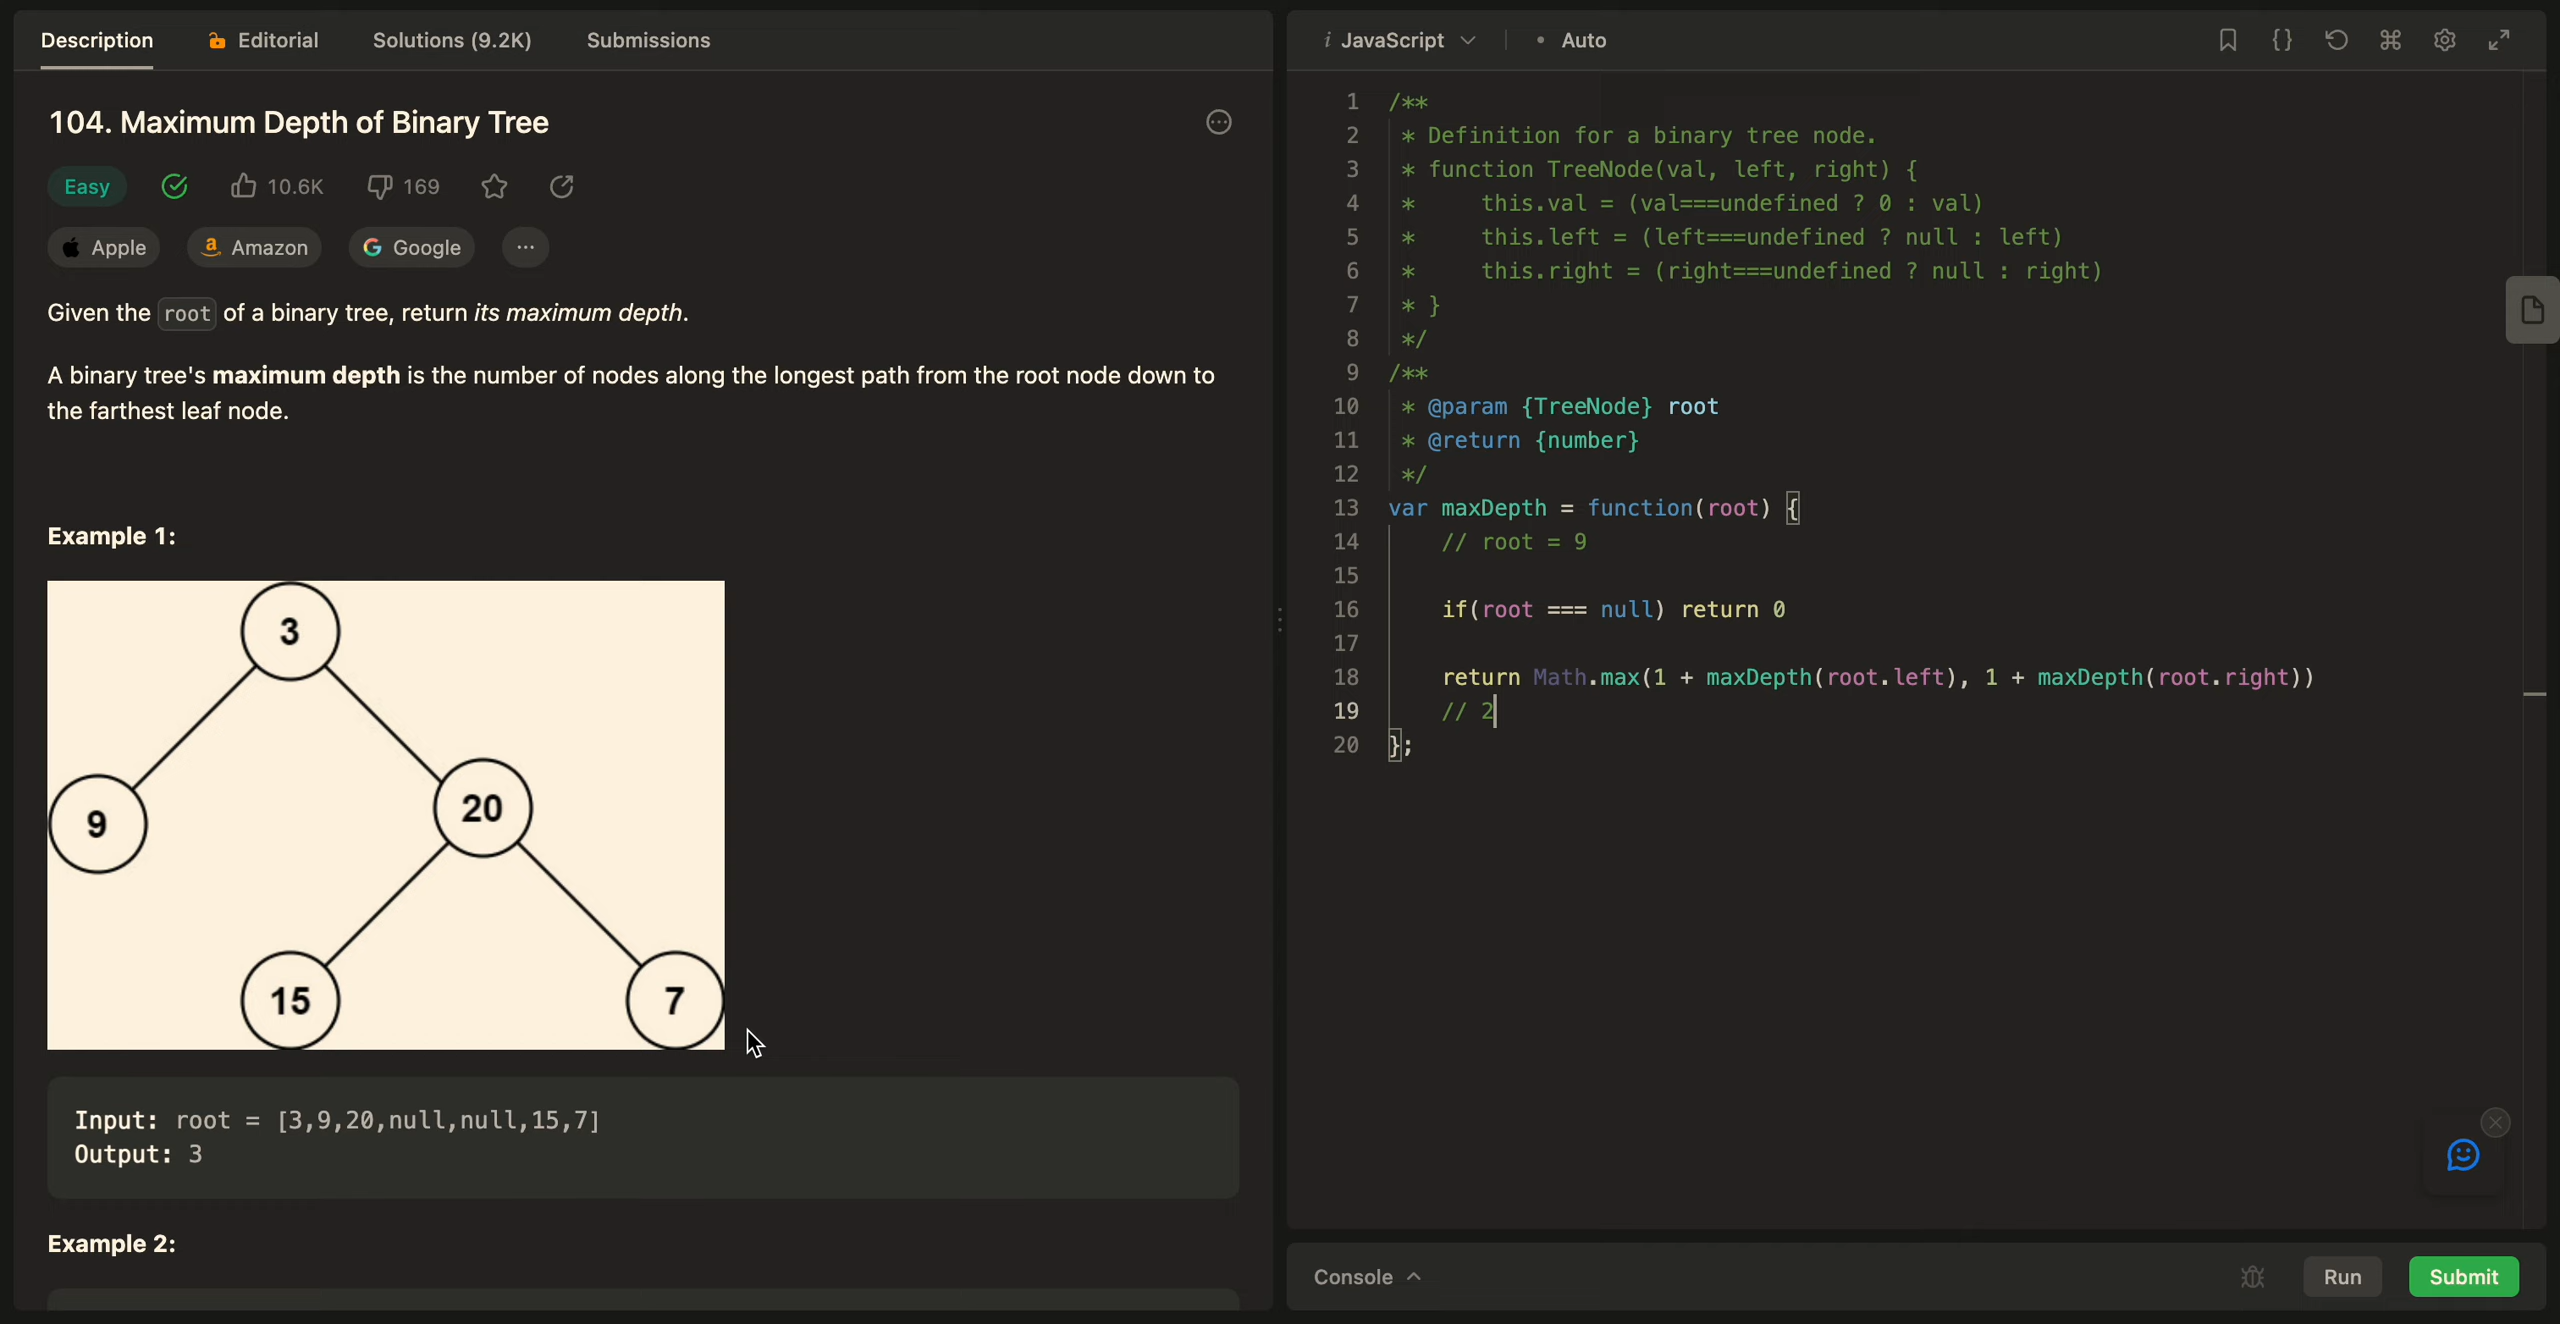 Description
Editorial
Solutions (9.2K)
Submissions
104. Maximum Depth of Binary Tree
Easy
10.6K
169
Apple
Amazon
Google
Given the root of a binary tree, return its maximum depth.
A binary tree's maximum depth is the number of nodes along the longest path from the root node down to
the farthest leaf node.
Example 1:
3
9
20
15
7
Input: root = [3,9,20,null,null,15,7]
Output: 3
Example 2:
i JavaScript
• Auto
1 /**
2 * Definition for a binary tree node.
3 * function TreeNode(val, left, right) {
4 *     this.val = (val===undefined ? 0 : val)
5 *     this.left = (left===undefined ? null : left)
6 *     this.right = (right===undefined ? null : right)
7 * }
8 */
9 /**
10 * @param {TreeNode} root
11 * @return {number}
12 */
13 var maxDepth = function(root) {
14     // root = 9
15
16     if(root === null) return 0
17
18     return Math.max(1 + maxDepth(root.left), 1 + maxDepth(root.right))
19     // 2
20 };
Console
Run
Submit